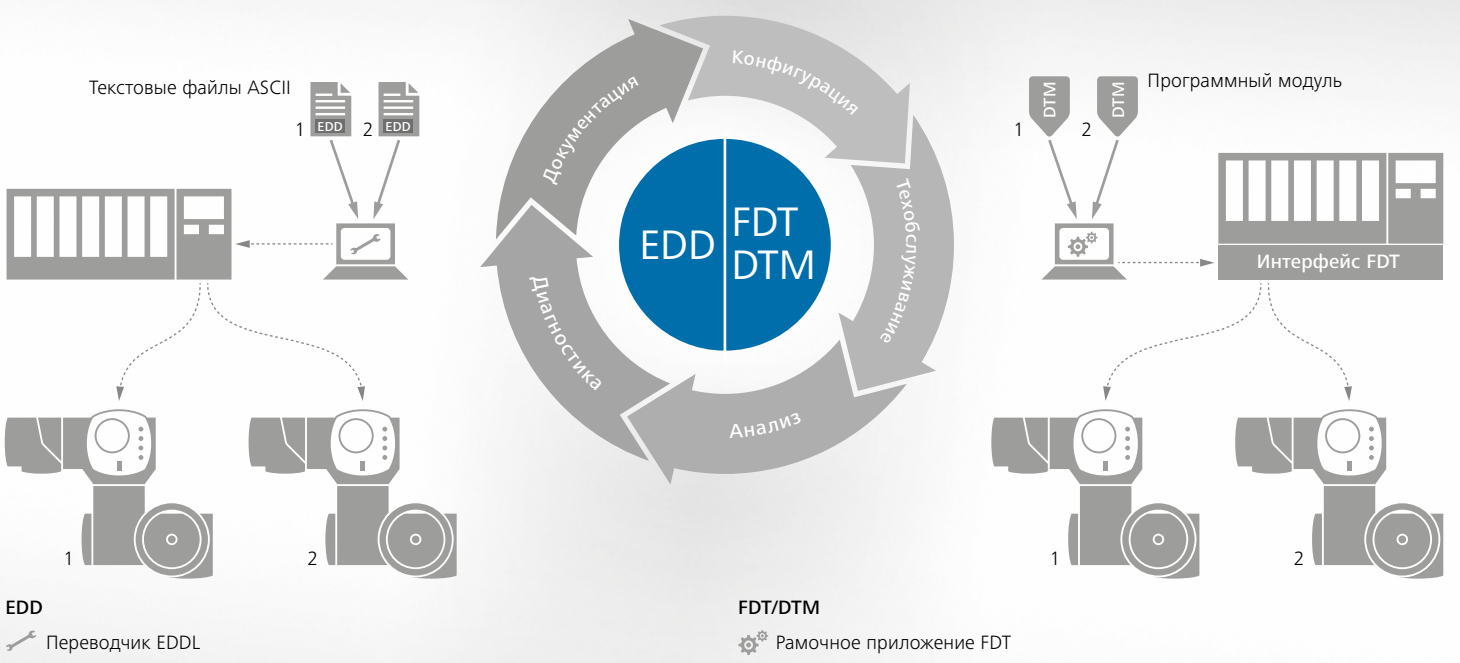 Текстовые файлы ASCII
1
EDD
2
EDD
Конфигурация
Техобслуживание
Анализ
Диагностика
Документация
EDD
FDT
DTM
Программный модуль
1
DTM
2
DTM
Интерфейс FDT
1
2
1
2
EDD
Переводчик EDDL
FDT/DTM
Рамочное приложение FDT